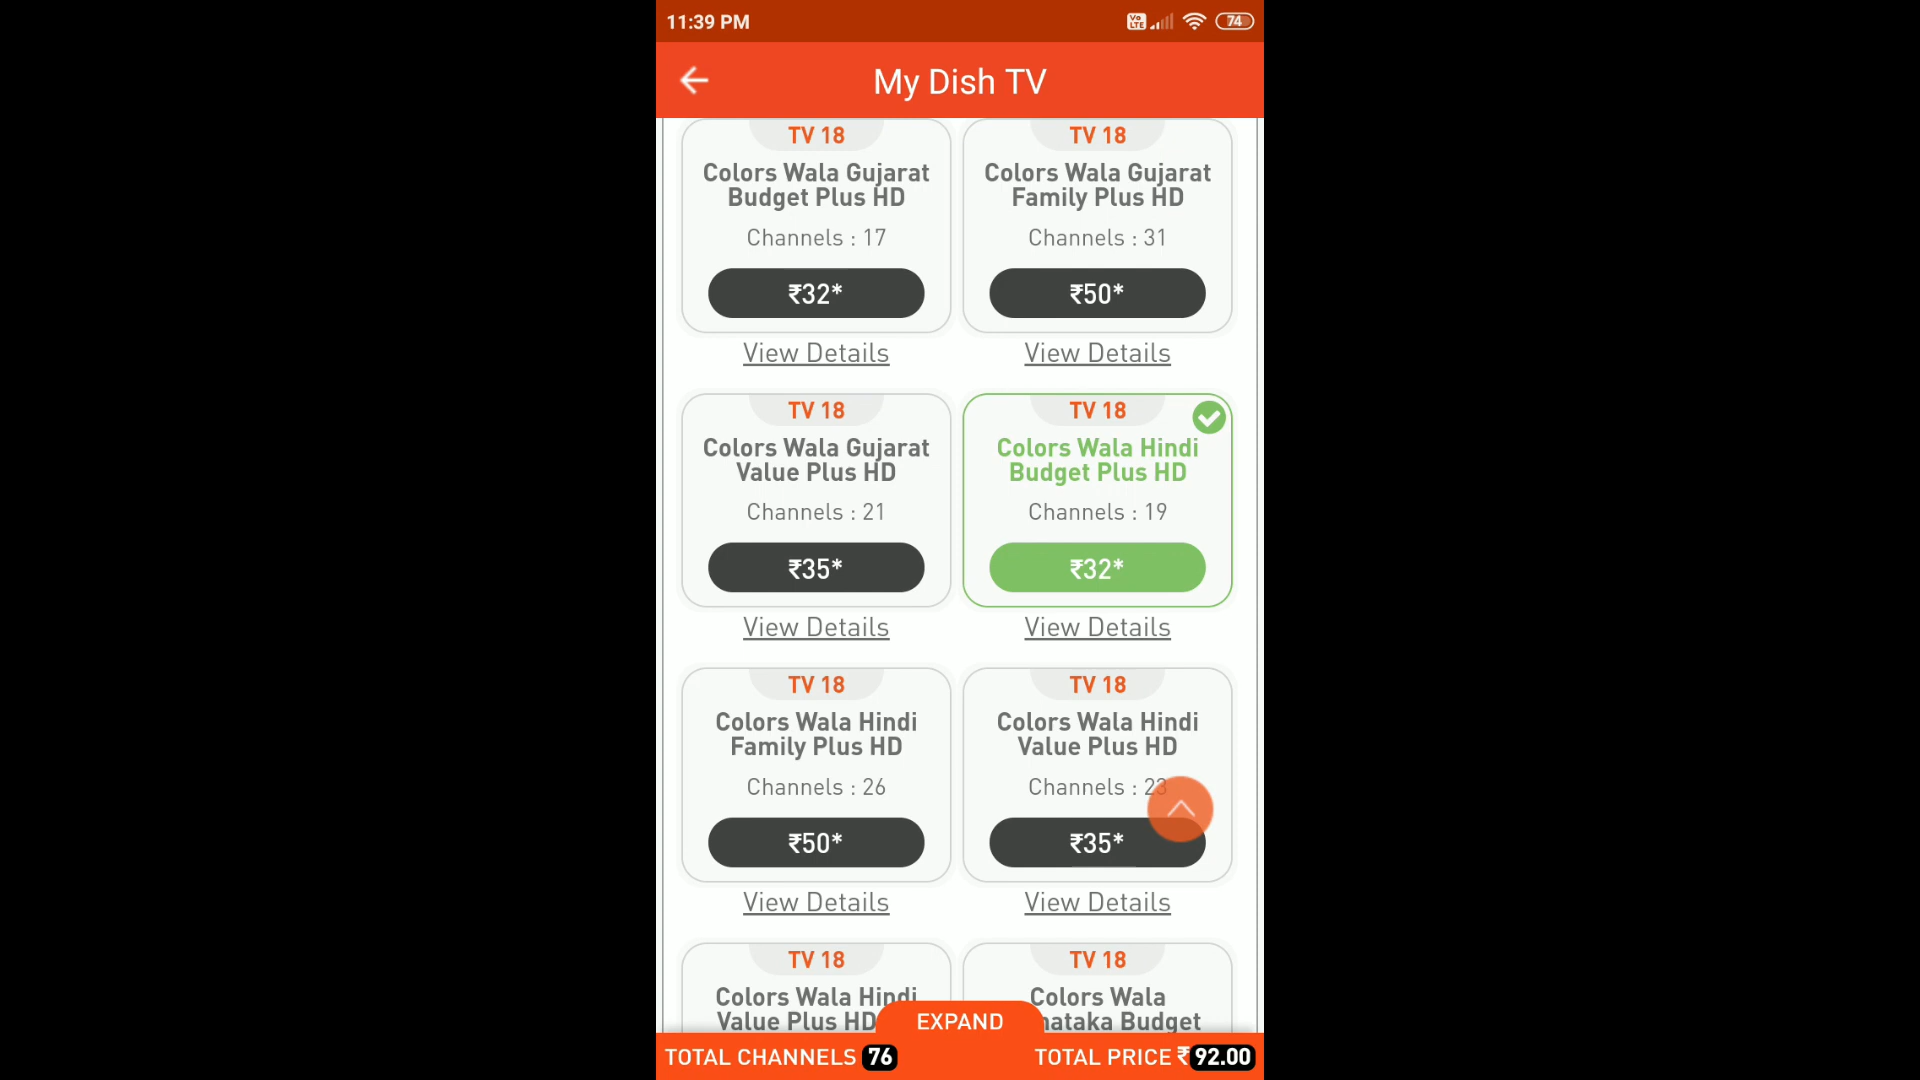 11:39 PM
Vo LTE
74
My Dish TV
TV 18
Colors Wala Gujarat
Budget Plus HD
Channels : 17
₹32*
View Details
TV 18
Colors Wala Gujarat
Family Plus HD
Channels : 31
₹50*
View Details
TV 18
Colors Wala Gujarat
Value Plus HD
Channels : 21
₹35*
View Details
TV 18
Colors Wala Hindi
Budget Plus HD
Channels : 19
₹32*
View Details
TV 18
Colors Wala Hindi
Family Plus HD
Channels : 26
₹50*
View Details
TV 18
Colors Wala Hindi
Value Plus HD
Channels : 23
₹35*
View Details
TV 18
Colors Wala Hindi
Value Plus HD
TV 18
Colors Wala
nataka Budget
EXPAND
TOTAL CHANNELS 76
TOTAL PRICE ₹ 92.00